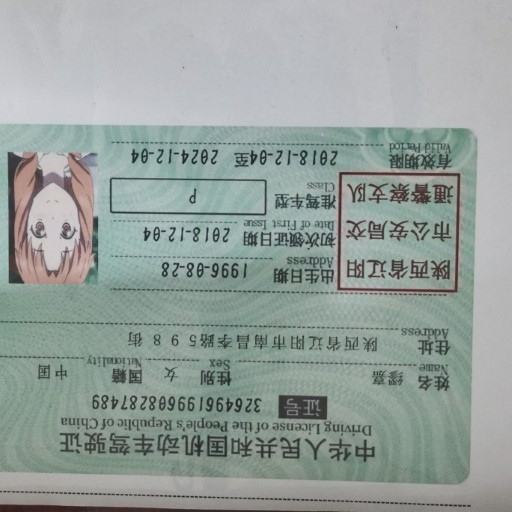 中华人民共和国机动车驾驶证
Driving License of the People's Republic of China
证号 326496199608287489
姓名 缪嘉 性别 女 国籍 中国
Name Sex Nationality
住址 陕西省辽阳市南昌李路598街
Address
陕西省辽阳
市公安局交
通警察支队
出生日期 1996-08-28
Address
初次领证日期 2018-12-04
Date of First Issue
准驾车型 P
Class
有效期限 2018-12-04至 2024-12-04
Valid Period